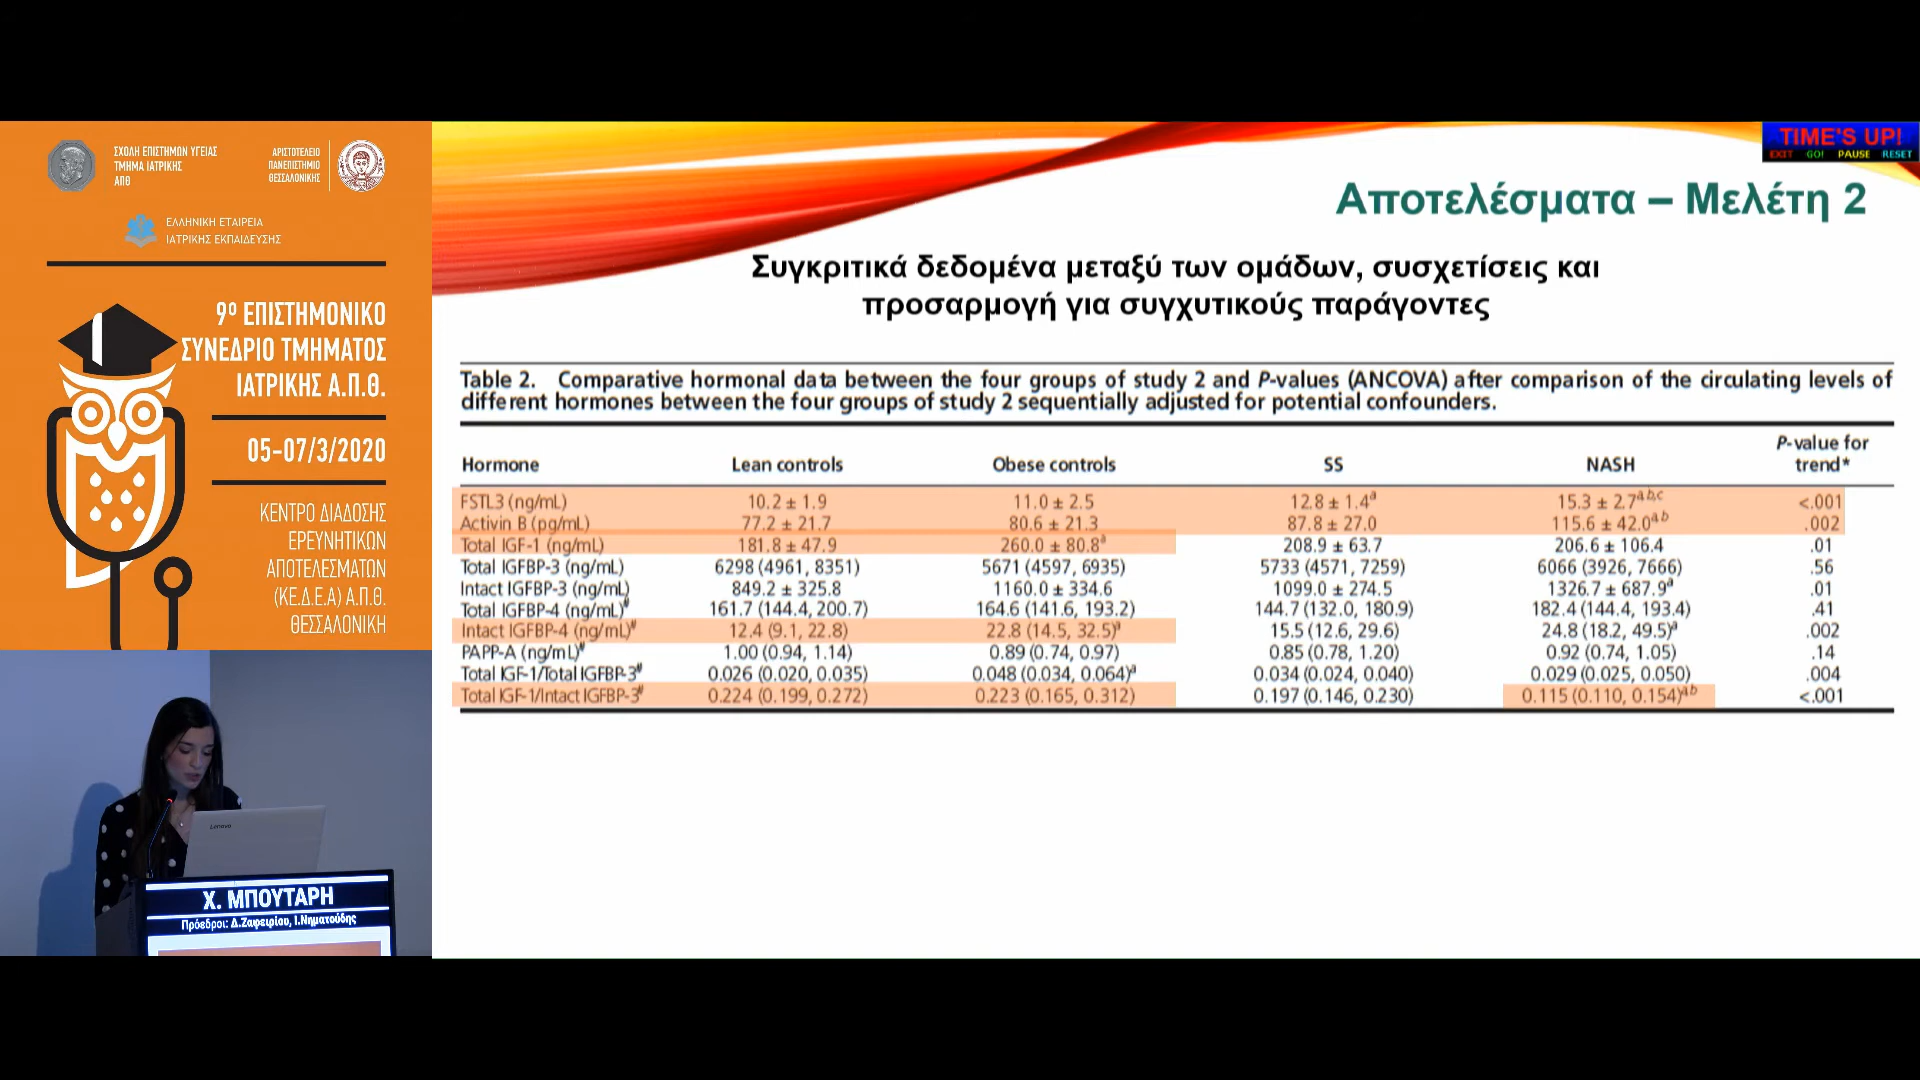 ΣΧΟΛΗ ΕΠΙΣΤΗΜΩΝ ΥΓΕΙΑΣ
ΤΜΗΜΑ ΙΑΤΡΙΚΗΣ
ΑΠΘ
ΑΡΙΣΤΟΤΕΛΕΙΟ
ΠΑΝΕΠΙΣΤΗΜΙΟ
ΘΕΣΣΑΛΟΝΙΚΗΣ
ΕΛΛΗΝΙΚΗ ΕΤΑΙΡΕΙΑ
ΙΑΤΡΙΚΗΣ ΕΚΠΑΙΔΕΥΣΗΣ
9ο ΕΠΙΣΤΗΜΟΝΙΚΟ
ΣΥΝΕΔΡΙΟ ΤΜΗΜΑΤΟΣ
ΙΑΤΡΙΚΗΣ Α.Π.Θ.
05-07/3/2020
ΚΕΝΤΡΟ ΔΙΑΔΟΣΗΣ
ΕΡΕΥΝΗΤΙΚΩΝ
ΑΠΟΤΕΛΕΣΜΑΤΩΝ
(ΚΕ.Δ.Ε.Α) Α.Π.Θ.
ΘΕΣΣΑΛΟΝΙΚΗ
Lenovo
Χ. ΜΠΟΥΤΑΡΗ
Πρόεδροι: Δ.Ζαφειρίου, Ι.Νηματούδης
TIME'S UP!
EXIT GO! PAUSE RESET
Αποτελέσματα – Μελέτη 2
Συγκριτικά δεδομένα μεταξύ των ομάδων, συσχετίσεις και
προσαρμογή για συγχυτικούς παράγοντες
Table 2. Comparative hormonal data between the four groups of study 2 and P-values (ANCOVA) after comparison of the circulating levels of
different hormones between the four groups of study 2 sequentially adjusted for potential confounders.
Hormone Lean controls Obese controls SS NASH P-value for trend*
FSTL3 (ng/mL) 10.2 ± 1.9 11.0 ± 2.5 12.8 ± 1.4a 15.3 ± 2.7a,b,c <.001
Activin B (pg/mL) 77.2 ± 21.7 80.6 ± 21.3 87.8 ± 27.0 115.6 ± 42.0a,b .002
Total IGF-1 (ng/mL) 181.8 ± 47.9 260.0 ± 80.8a 208.9 ± 63.7 206.6 ± 106.4 .01
Total IGFBP-3 (ng/mL) 6298 (4961, 8351) 5671 (4597, 6935) 5733 (4571, 7259) 6066 (3926, 7666) .56
Intact IGFBP-3 (ng/mL) 849.2 ± 325.8 1160.0 ± 334.6 1099.0 ± 274.5 1326.7 ± 687.9a .01
Total IGFBP-4 (ng/mL)# 161.7 (144.4, 200.7) 164.6 (141.6, 193.2) 144.7 (132.0, 180.9) 182.4 (144.4, 193.4) .41
Intact IGFBP-4 (ng/mL)# 12.4 (9.1, 22.8) 22.8 (14.5, 32.5)a 15.5 (12.6, 29.6) 24.8 (18.2, 49.5)a .002
PAPP-A (ng/mL)# 1.00 (0.94, 1.14) 0.89 (0.74, 0.97) 0.85 (0.78, 1.20) 0.92 (0.74, 1.05) .14
Total IGF-1/Total IGFBP-3# 0.026 (0.020, 0.035) 0.048 (0.034, 0.064)a 0.034 (0.024, 0.040) 0.029 (0.025, 0.050) .004
Total IGF-1/Intact IGFBP-3# 0.224 (0.199, 0.272) 0.223 (0.165, 0.312) 0.197 (0.146, 0.230) 0.115 (0.110, 0.154)a,b <.001